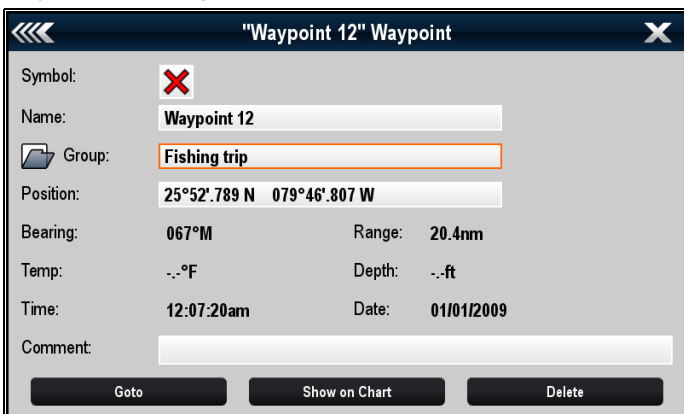 "Waypoint 12" Waypoint
Symbol:
Name: Waypoint 12
Group: Fishing trip
Position: 25°52'.789 N 079°46'.807 W
Bearing: 067°M Range: 20.4nm
Temp: -.-°F Depth: -.-ft
Time: 12:07:20am Date: 01/01/2009
Comment:
Goto Show on Chart Delete